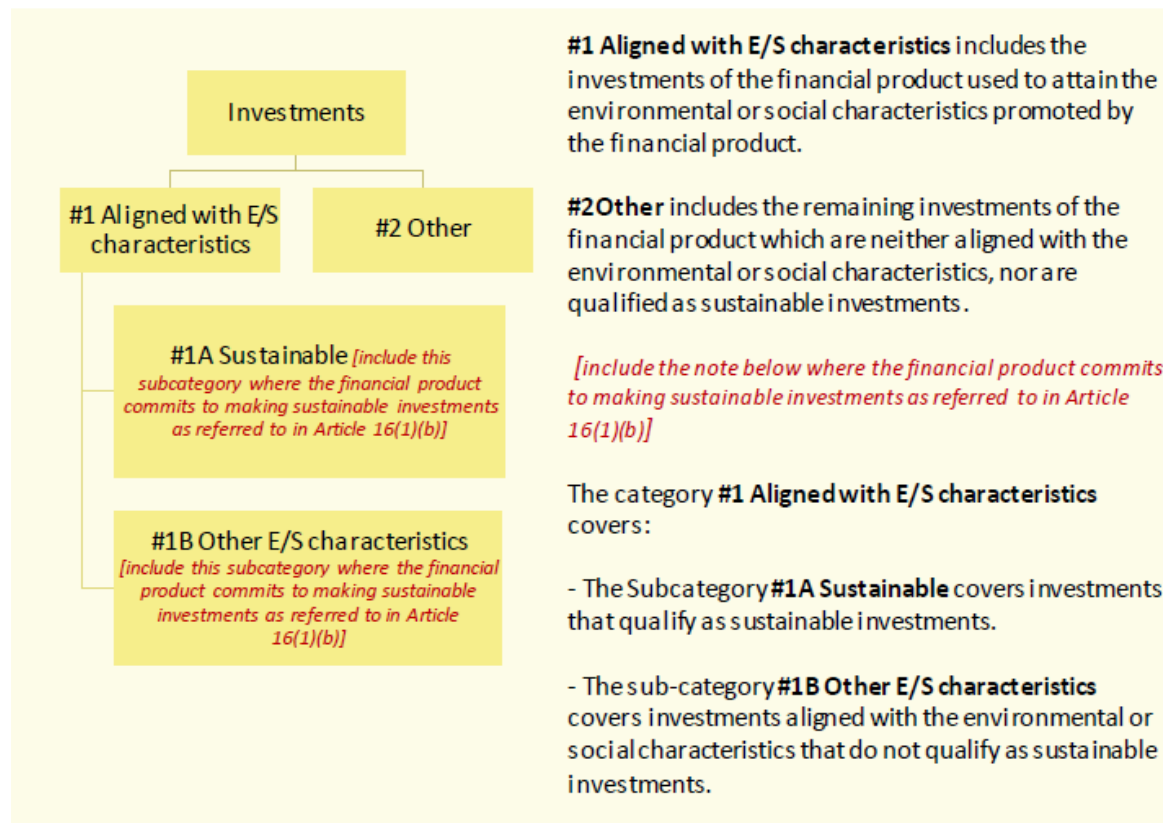 Investments
#1 Aligned with E/S
characteristics
#2 Other
#1A Sustainable [include this
subcategory where the financial product
commits to making sustainable investments
as referred to in Article 16(1)(b)]
#1B Other E/S characteristics
[include this subcategory where the financial
product commits to making sustainable
investments as referred to in Article
16(1)(b)]
#1 Aligned with E/S characteristics includes the
investments of the financial product used to attain the
environmental or social characteristics promoted by
the financial product.
#2Other includes the remaining investments of the
financial product which are neither aligned with the
environmental or social characteristics, nor are
qualified as sustainable investments.
[include the note below where the financial product commits
to making sustainable investments as referred to in Article
16(1)(b)]
The category #1 Aligned with E/S characteristics
covers:
- The Subcategory #1A Sustainable covers investments
that qualify as sustainable investments.
- The sub-category #1B Other E/S characteristics
covers investments aligned with the environmental or
social characteristics that do not qualify as sustainable
investments.